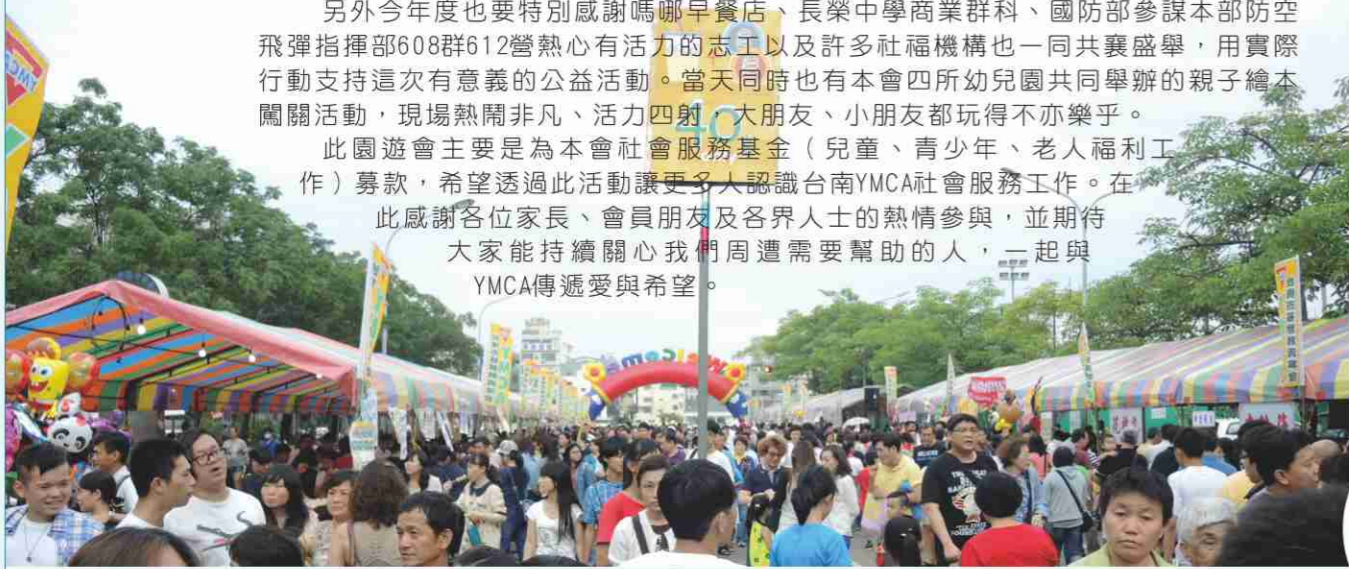 另外今年度也要特別感謝嗎哪早餐店、長榮中學商業群科、國防部參謀本部防空
飛彈指揮部608群612營熱心有活力的志工以及許多社福機構也一同共襄盛舉，用實際
行動支持這次有意義的公益活動。當天同時也有本會四所幼兒園共同舉辦的親子繪本
闖關活動，現場熱鬧非凡、活力四射，大朋友、小朋友都玩得不亦樂乎。
此園遊會主要是為本會社會服務基金（兒童、青少年、老人福利工
作）募款，希望透過此活動讓更多人認識台南YMCA社會服務工作。在
此感謝各位家長、會員朋友及各界人士的熱情參與，並期待
大家能持續關心我們周遭需要幫助的人，一起與
YMCA傳遞愛與希望。
40
Welcome